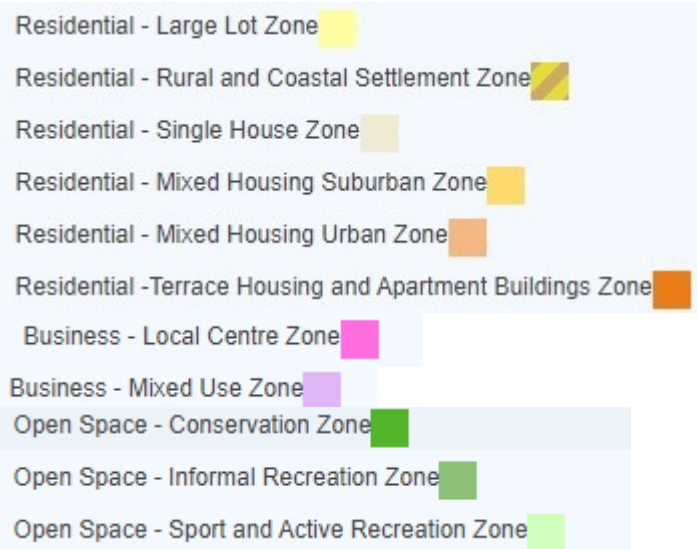 Residential - Large Lot Zone
Residential - Rural and Coastal Settlement Zone
Residential - Single House Zone
Residential - Mixed Housing Suburban Zone
Residential - Mixed Housing Urban Zone
Residential -Terrace Housing and Apartment Buildings Zone
Business - Local Centre Zone
Business - Mixed Use Zone
Open Space - Conservation Zone
Open Space - Informal Recreation Zone
Open Space - Sport and Active Recreation Zone